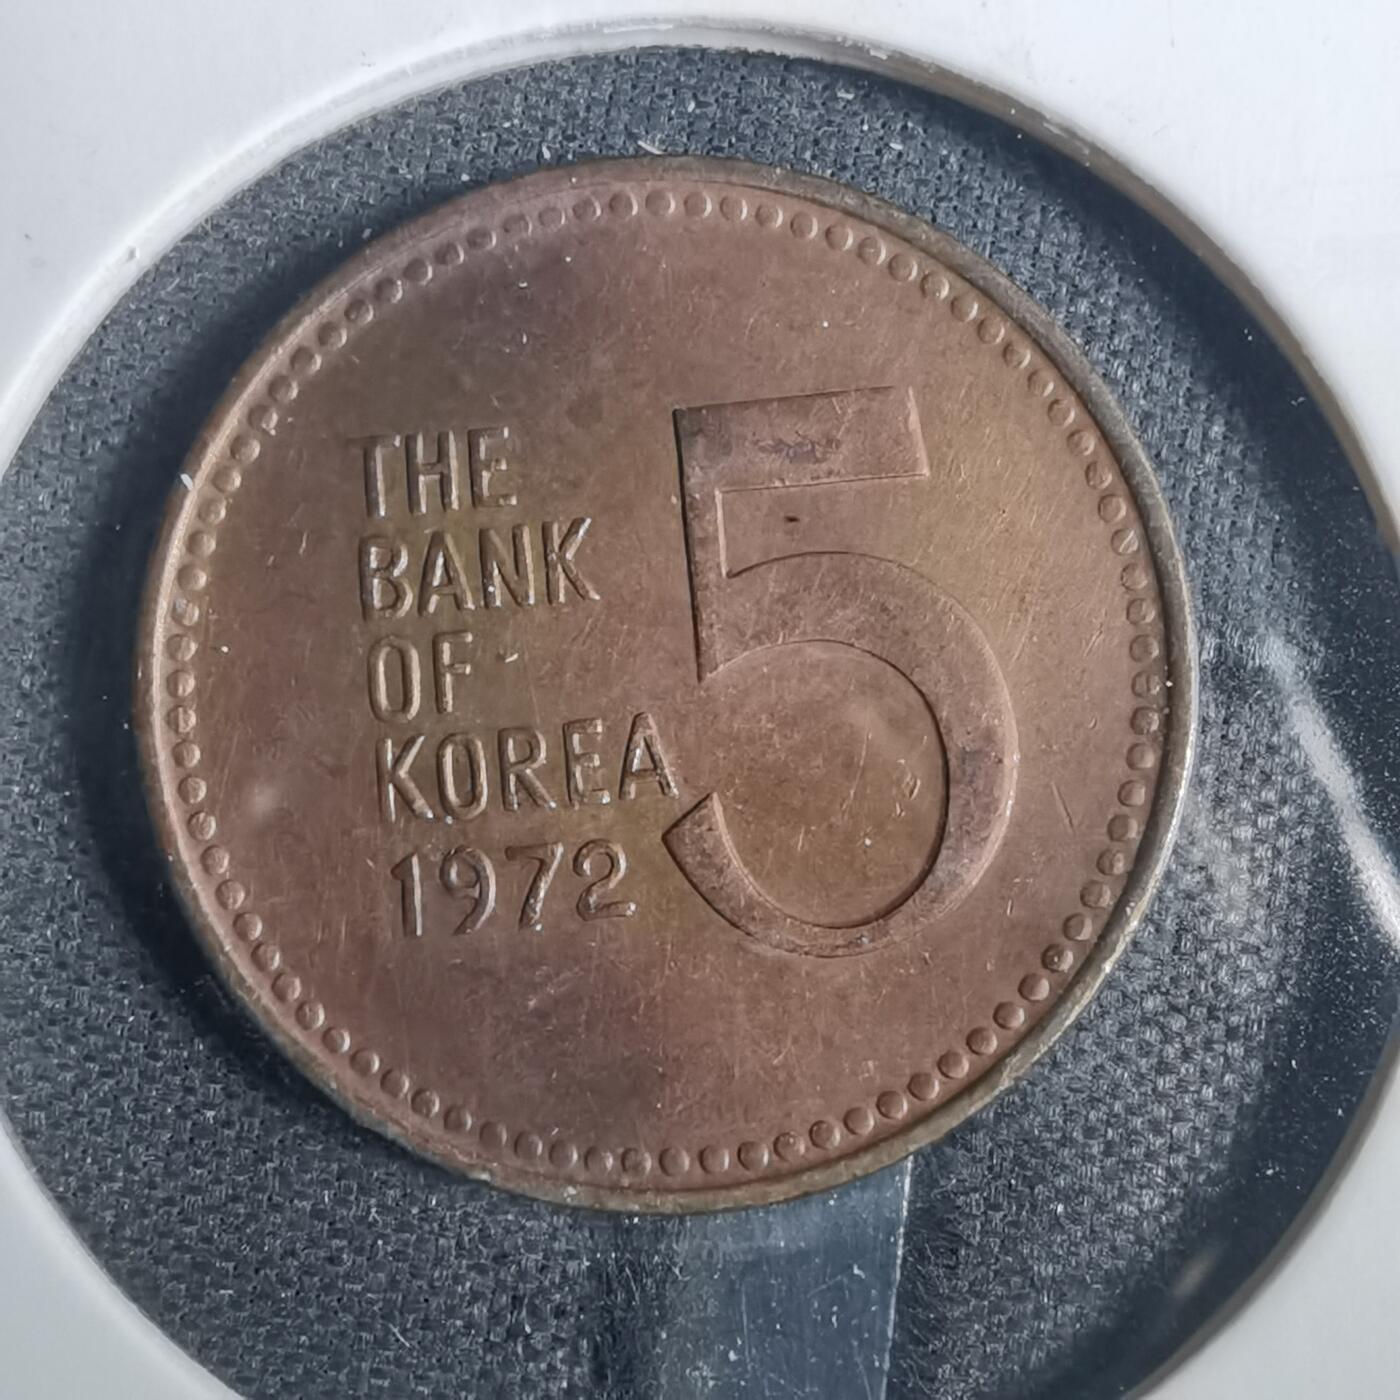 THE
BANK
OF
KOREA
1972
5